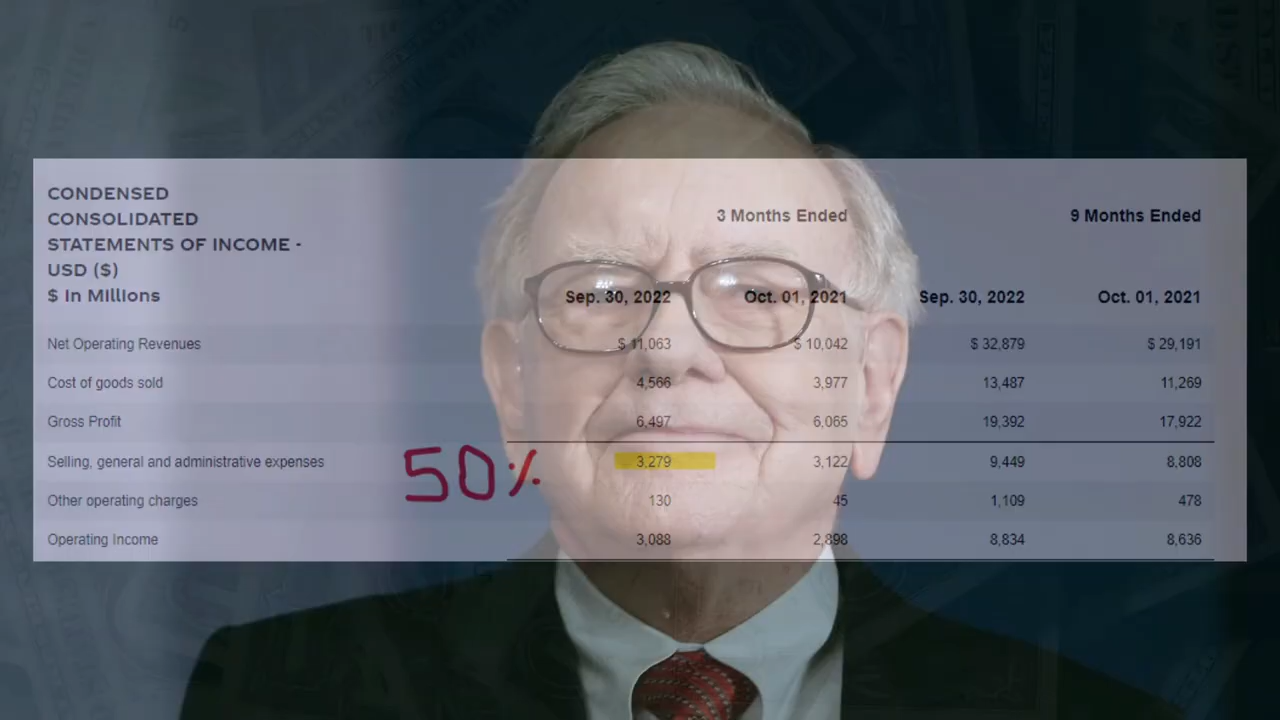 CONDENSED
CONSOLIDATED
STATEMENTS OF INCOME -
USD ($)
$ In Millions
3 Months Ended 9 Months Ended
Sep. 30, 2022 Oct. 01, 2021 Sep. 30, 2022 Oct. 01, 2021
Net Operating Revenues $ 11,063 $ 10,042 $ 32,879 $ 29,191
Cost of goods sold 4,566 3,977 13,487 11,269
Gross Profit 6,497 6,065 19,392 17,922
Selling, general and administrative expenses 50% 3,279 3,122 9,449 8,808
Other operating charges 130 45 1,109 478
Operating Income 3,088 2,898 8,834 8,636